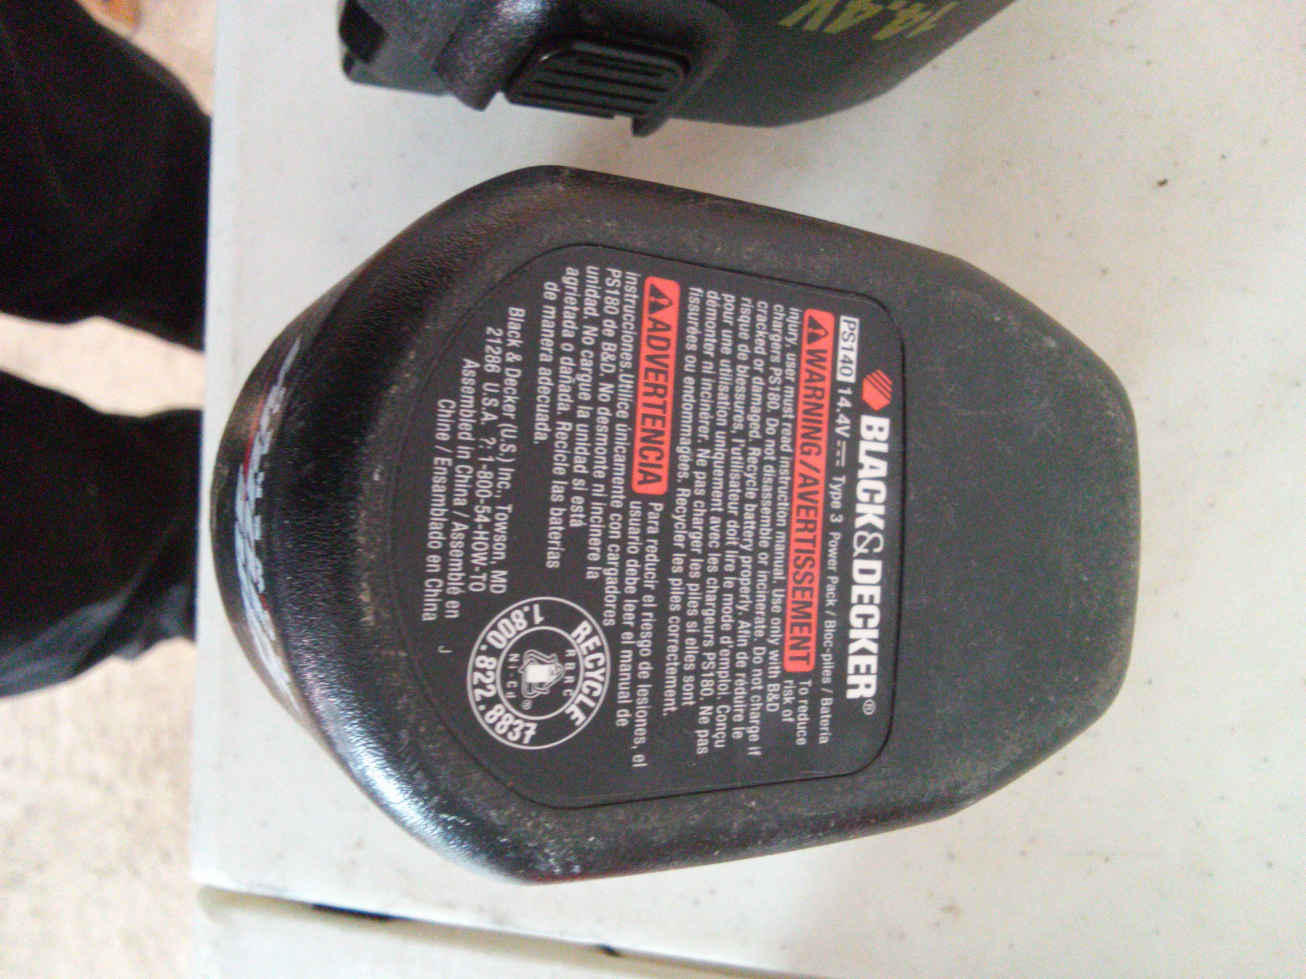 14.4V
BLACK&DECKER®
PS140 14.4V Type 3 Power Pack / Bloc-piles / Batería
WARNING/AVERTISSEMENT To reduce risk of
injury, user must read instruction manual. Use only with B&D
chargers PS180. Do not disassemble or incinerate. Do not charge if
cracked or damaged. Recycle battery properly. Afin de réduire le
risque de blessures, l'utilisateur doit lire le mode d'emploi. Conçu
pour une utilisation uniquement avec les chargeurs PS180. Ne pas
démonter ni incinérer. Ne pas charger les piles si elles sont
fissurées ou endommagées. Recycler les piles correctement.
ADVERTENCIA Para reducir el riesgo de lesiones, el
usuario debe leer el manual de
instrucciones. Utilice únicamente con cargadores
PS180 de B&D. No desmonte ni incinere la
unidad. No cargue la unidad si está
agrietada o dañada. Recicle las baterías
de manera adecuada.
Black & Decker (U.S.) Inc., Towson, MD
21286 U.S.A. ?: 1-800-54-HOW-TO
Assembled in China / Assemblé en
Chine / Ensamblado en China
J
RECYCLE
RBRC
NI-CD ®
1.800.822.8837